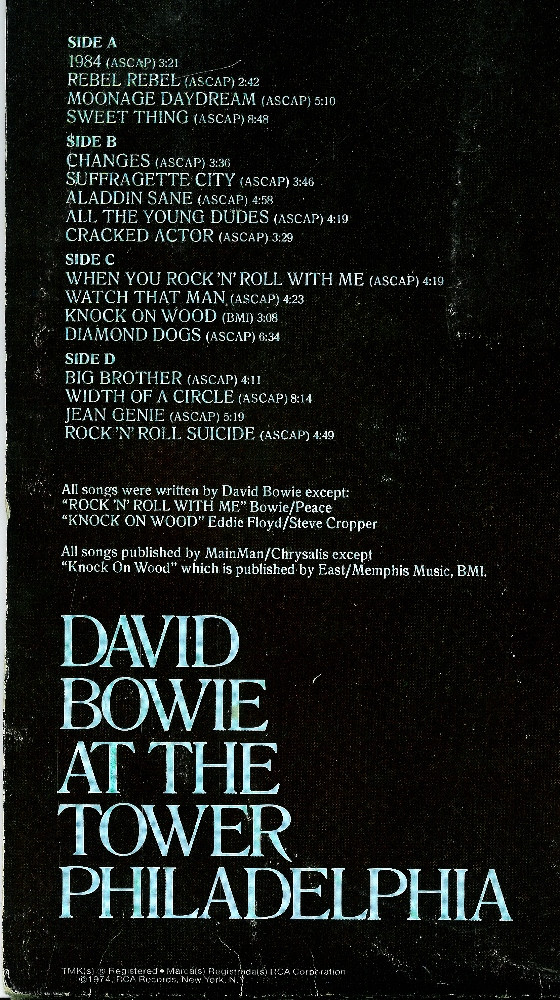 SIDE A
1984 (ASCAP) 3:21
REBEL REBEL (ASCAP) 2:42
MOONAGE DAYDREAM (ASCAP) 5:10
SWEET THING (ASCAP) 8:48
SIDE B
CHANGES (ASCAP) 3:36
SUFFRAGETTE CITY (ASCAP) 3:46
ALADDIN SANE (ASCAP) 4:58
ALL THE YOUNG DUDES (ASCAP) 4:19
CRACKED ACTOR (ASCAP) 3:29
SIDE C
WHEN YOU ROCK 'N' ROLL WITH ME (ASCAP) 4:19
WATCH THAT MAN (ASCAP) 4:23
KNOCK ON WOOD (BMI) 3:08
DIAMOND DOGS (ASCAP) 6:34
SIDE D
BIG BROTHER (ASCAP) 4:11
WIDTH OF A CIRCLE (ASCAP) 8:14
JEAN GENIE (ASCAP) 5:19
ROCK 'N' ROLL SUICIDE (ASCAP) 4:49
All songs were written by David Bowie except:
“ROCK 'N' ROLL WITH ME” Bowie/Peace
“KNOCK ON WOOD” Eddie Floyd/Steve Cropper
All songs published by MainMan/Chrysalis except
“Knock On Wood” which is published by East/Memphis Music, BMI.
DAVID
BOWIE
AT THE
TOWER
PHILADELPHIA
TMK(s) ® Registered • Marca(s) Registrada(s) RCA Corporation
©1974, RCA Records, New York, N.Y.